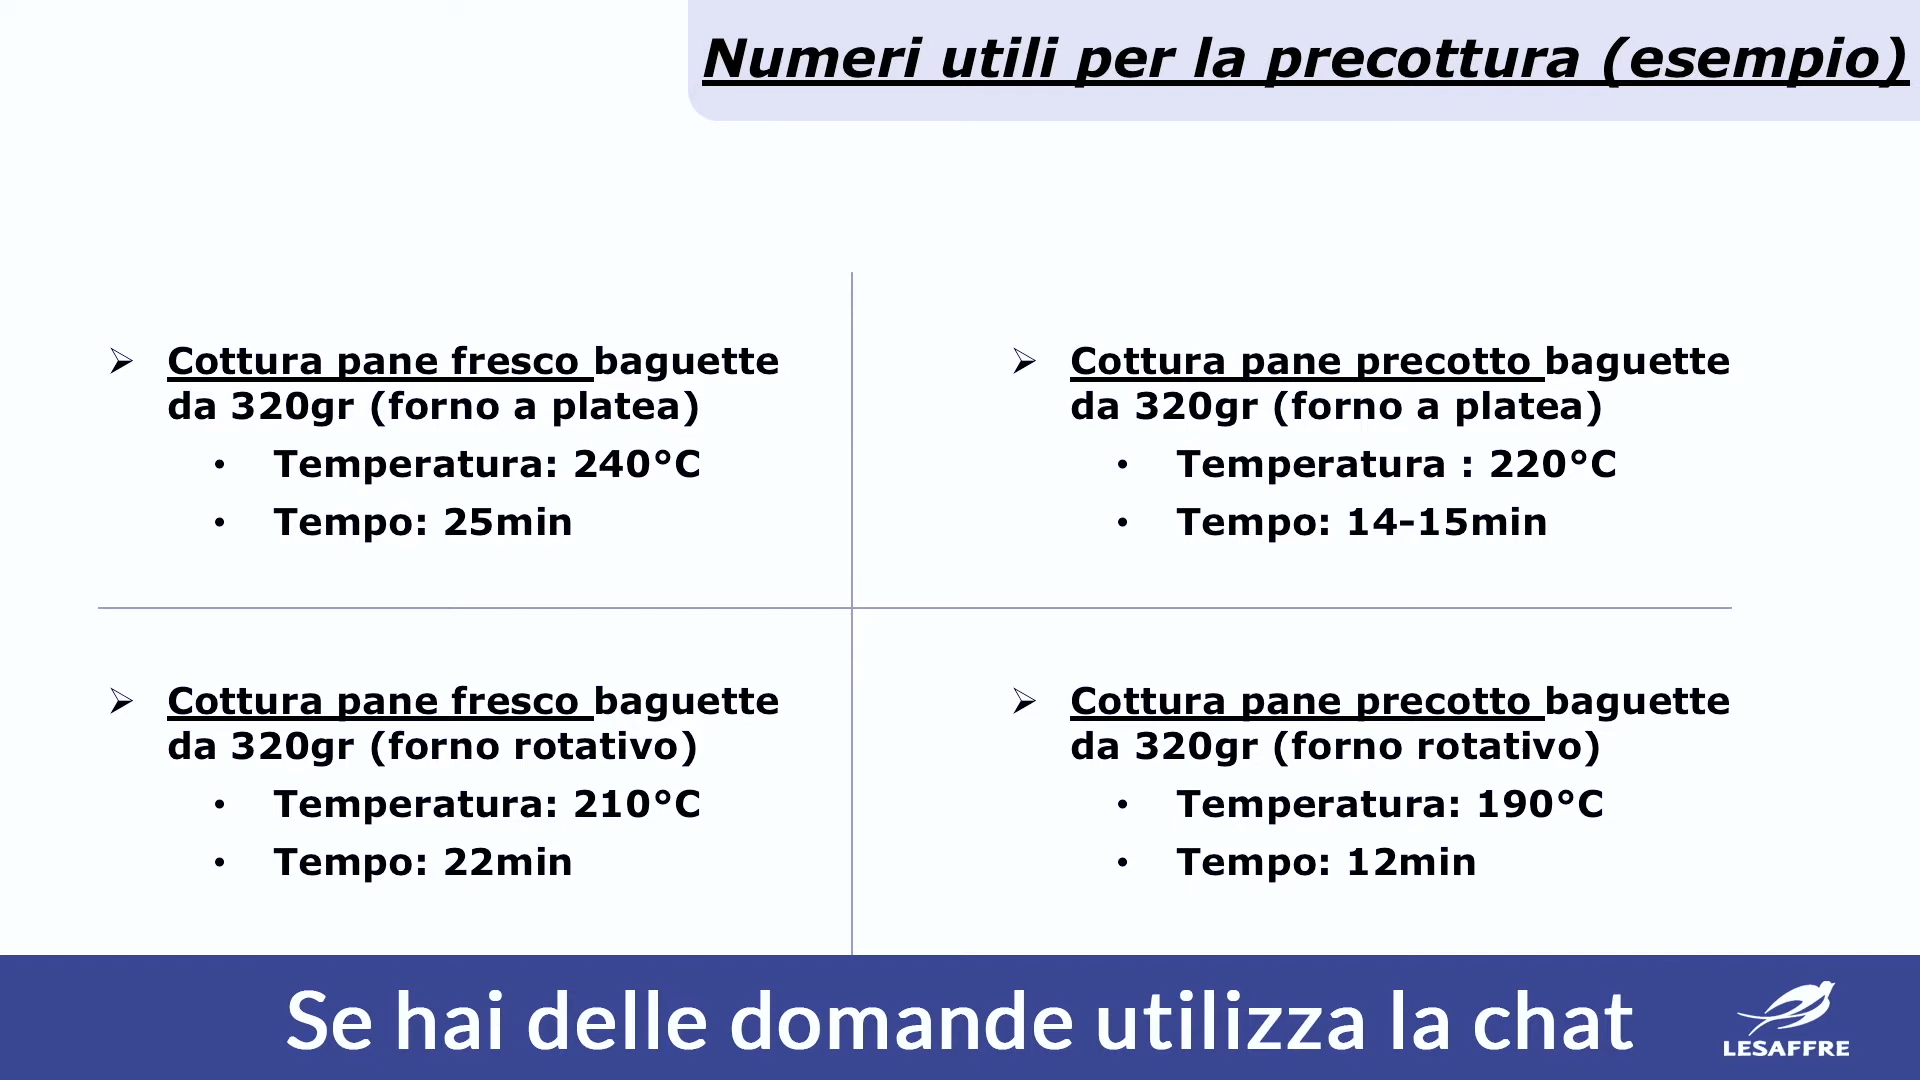 Numeri utili per la precottura (esempio)
Cottura pane fresco baguette
da 320gr (forno a platea)
Temperatura: 240°C
Tempo: 25min
Cottura pane precotto baguette
da 320gr (forno a platea)
Temperatura : 220°C
Tempo: 14-15min
Cottura pane fresco baguette
da 320gr (forno rotativo)
Temperatura: 210°C
Tempo: 22min
Cottura pane precotto baguette
da 320gr (forno rotativo)
Temperatura: 190°C
Tempo: 12min
Se hai delle domande utilizza la chat
LESAFFRE